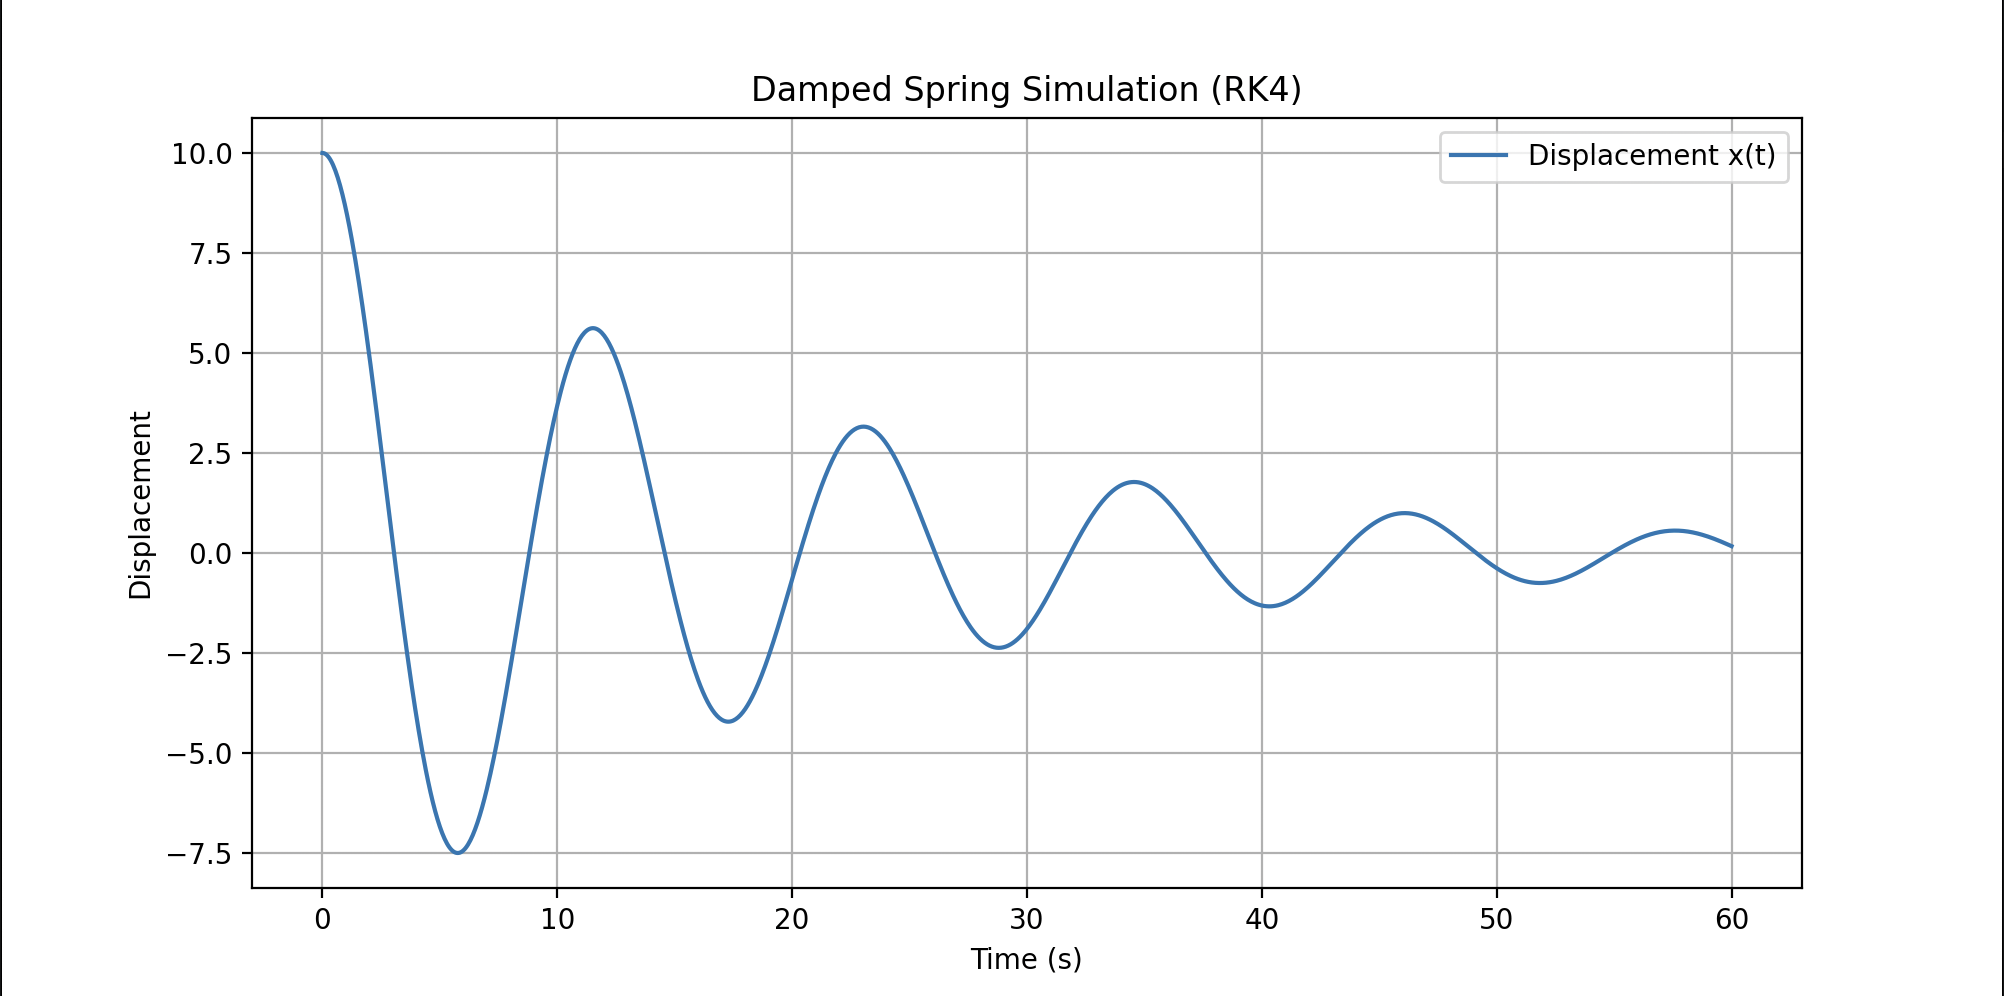 Damped Spring Simulation (RK4)
Displacement x(t)
10.0
7.5
5.0
2.5
0.0
−2.5
−5.0
−7.5
Displacement
0 10 20 30 40 50 60
Time (s)